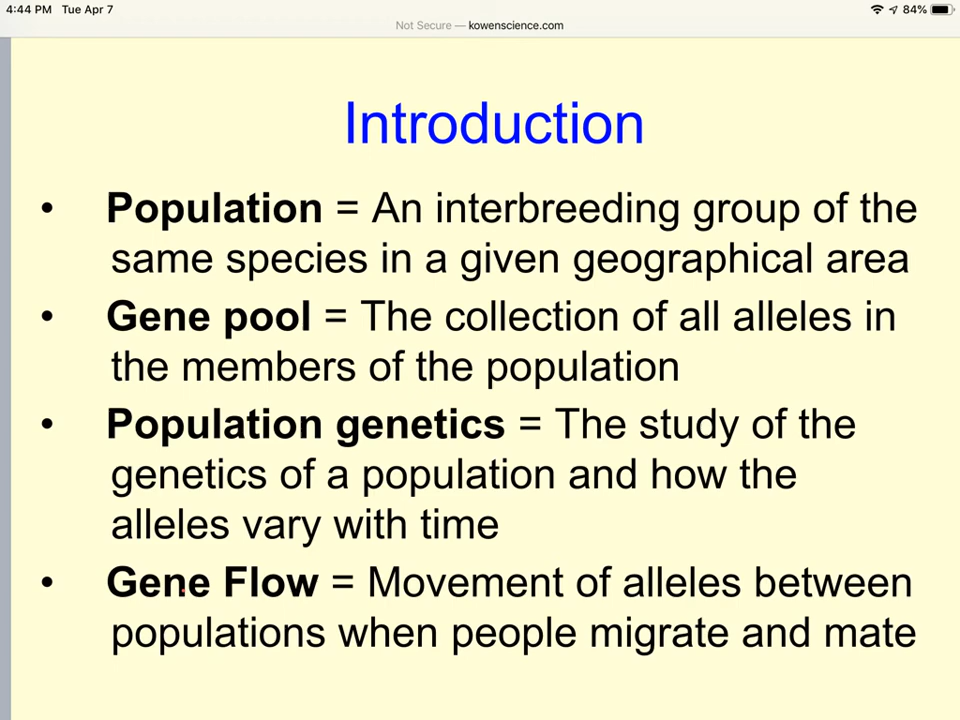 4:44 PM Tue Apr 7 84%
Not Secure — kowenscience.com
Introduction
• Population = An interbreeding group of the
same species in a given geographical area
• Gene pool = The collection of all alleles in
the members of the population
• Population genetics = The study of the
genetics of a population and how the
alleles vary with time
• Gene Flow = Movement of alleles between
populations when people migrate and mate